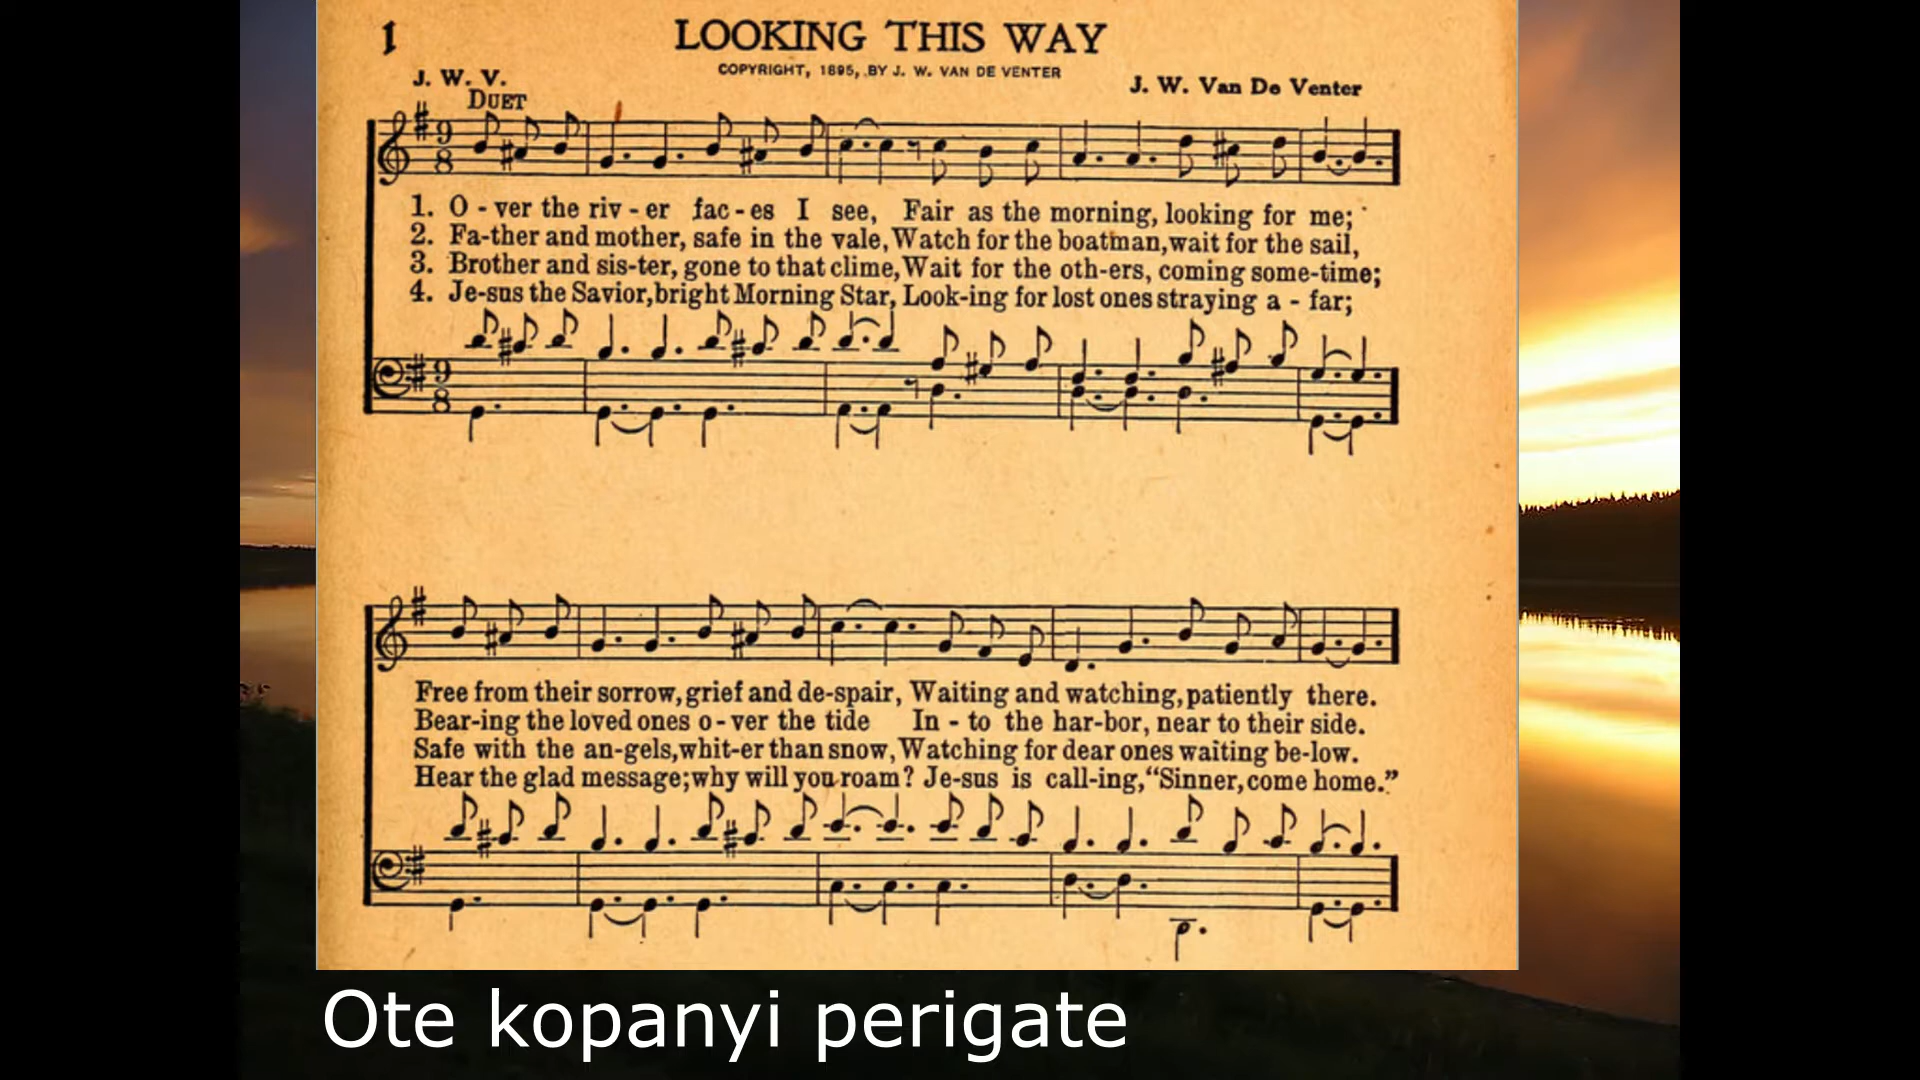 1
LOOKING THIS WAY
COPYRIGHT, 1895, BY J. W. VAN DE VENTER
J. W. V.
J. W. Van De Venter
DUET
1. O - ver the riv - er fac - es I see, Fair as the morning, looking for me;
2. Fa-ther and mother, safe in the vale, Watch for the boatman, wait for the sail,
3. Brother and sis-ter, gone to that clime, Wait for the oth-ers, coming some-time;
4. Je-sus the Savior, bright Morning Star, Look-ing for lost ones straying a - far;
Free from their sorrow, grief and de-spair, Waiting and watching, patiently there.
Bear-ing the loved ones o - ver the tide In - to the har-bor, near to their side.
Safe with the an-gels, whit-er than snow, Watching for dear ones waiting be-low.
Hear the glad message; why will you roam? Je-sus is call-ing, “Sinner, come home.”
Ote kopanyi perigate